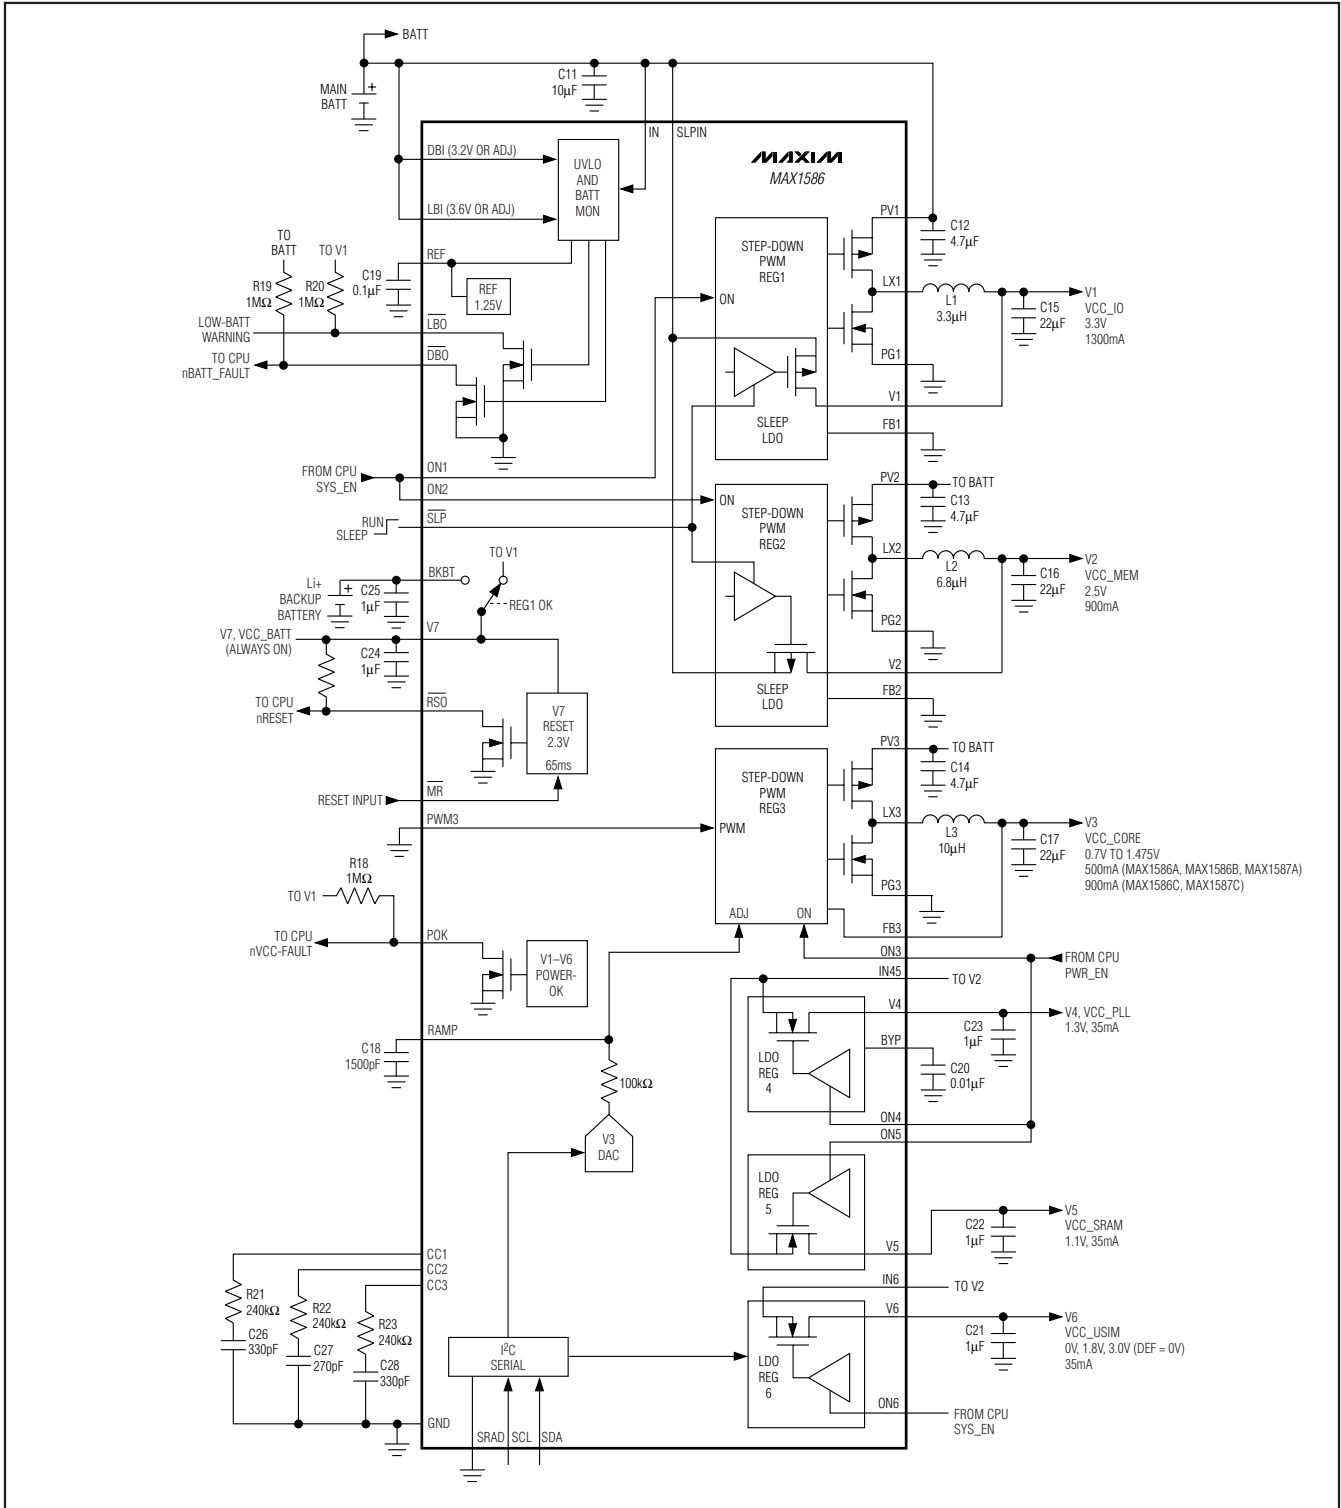 BATT
MAIN
BATT
+
C11
10µF
IN
SLPIN
DBI (3.2V OR ADJ)
LBI (3.6V OR ADJ)
UVLO
AND
BATT
MON
MAXIM
MAX1586
TO
BATT
TO V1
R19
1MΩ
R20
1MΩ
C19
0.1µF
REF
REF
1.25V
LOW-BATT
WARNING
LBO
TO CPU
nBATT_FAULT
DBO
STEP-DOWN
PWM
REG1
ON
SLEEP
LDO
PV1
C12
4.7µF
LX1
L1
3.3µH
C15
22µF
V1
VCC_IO
3.3V
1300mA
PG1
V1
FB1
FROM CPU
SYS_EN
ON1
ON2
RUN
SLEEP
SLP
ON
STEP-DOWN
PWM
REG2
SLEEP
LDO
PV2
TO BATT
C13
4.7µF
LX2
L2
6.8µH
C16
22µF
V2
VCC_MEM
2.5V
900mA
PG2
V2
FB2
Li+
BACKUP
BATTERY
+
C25
1µF
BKBT
TO V1
REG1 OK
V7, VCC_BATT
(ALWAYS ON)
V7
C24
1µF
TO CPU
nRESET
RSO
V7
RESET
2.3V
65ms
RESET INPUT
MR
PWM3
STEP-DOWN
PWM
REG3
PWM
ADJ
ON
PV3
TO BATT
C14
4.7µF
LX3
L3
10µH
C17
22µF
V3
VCC_CORE
0.7V TO 1.475V
500mA (MAX1586A, MAX1586B, MAX1587A)
900mA (MAX1586C, MAX1587C)
PG3
FB3
ON3
FROM CPU
PWR_EN
R18
1MΩ
TO V1
TO CPU
nVCC-FAULT
POK
V1–V6
POWER-
OK
RAMP
C18
1500pF
100kΩ
V3
DAC
IN45
TO V2
V4
V4, VCC_PLL
1.3V, 35mA
C23
1µF
BYP
C20
0.01µF
LDO
REG
4
ON4
ON5
LDO
REG
5
V5
C22
1µF
V5
VCC_SRAM
1.1V, 35mA
CC1
CC2
CC3
R21
240kΩ
C26
330pF
R22
240kΩ
C27
270pF
R23
240kΩ
C28
330pF
GND
I²C
SERIAL
SRAD
SCL
SDA
IN6
TO V2
V6
C21
1µF
V6
VCC_USIM
0V, 1.8V, 3.0V (DEF = 0V)
35mA
LDO
REG
6
ON6
FROM CPU
SYS_EN